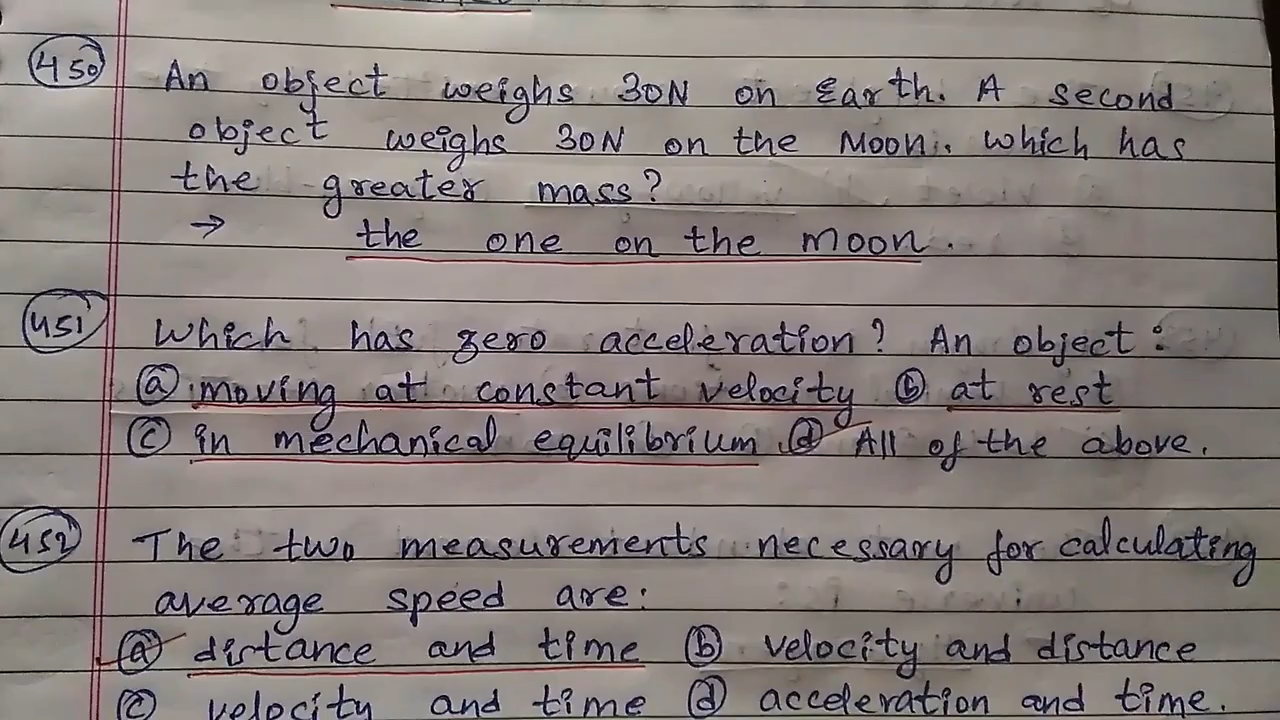 450 An object weighs 30N on Earth. A second
object weighs 30N on the Moon. which has
the greater mass?
→ the one on the moon.
451 Which has zero acceleration? An object:
(a) moving at constant velocity (b) at rest
(c) in mechanical equilibrium (d) All of the above.
452 The two measurements necessary for calculating
average speed are:
(a) distance and time (b) velocity and distance
(c) velocity and time (d) acceleration and time.